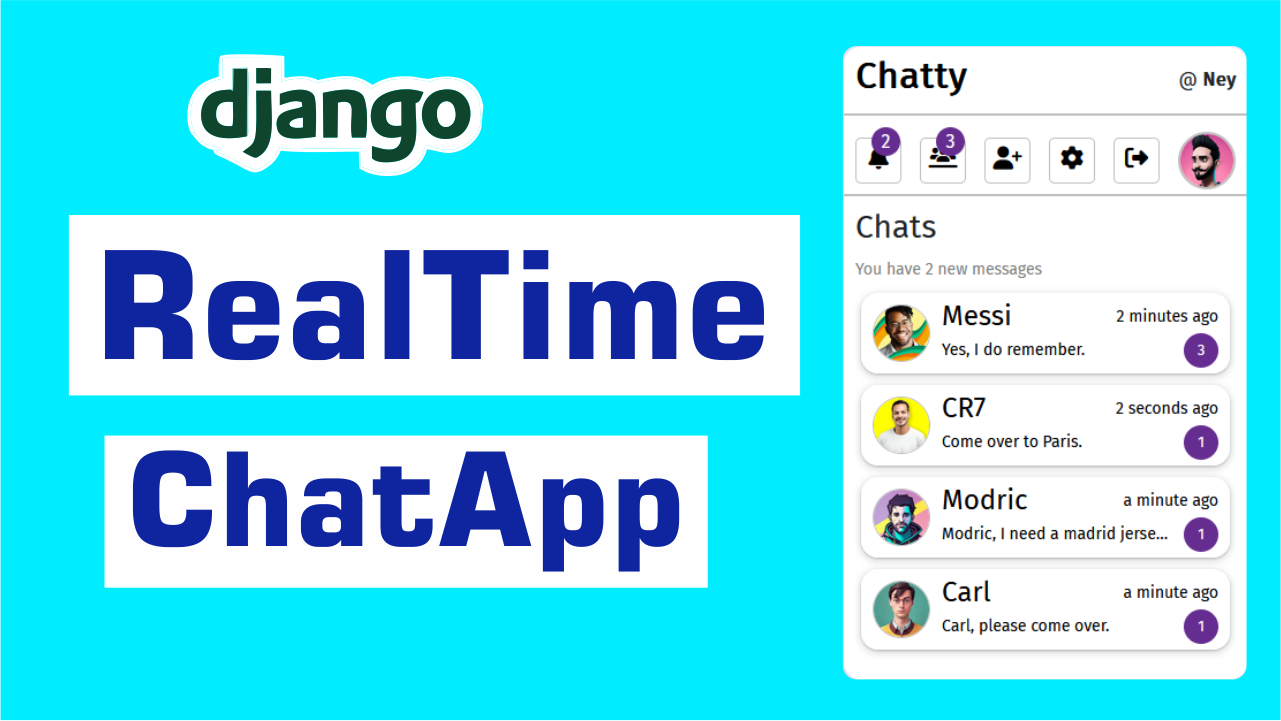 django
RealTime
ChatApp
Chatty
@ Ney
2
3
Chats
You have 2 new messages
Messi
2 minutes ago
Yes, I do remember.
3
CR7
2 seconds ago
Come over to Paris.
1
Modric
a minute ago
Modric, I need a madrid jerse...
1
Carl
a minute ago
Carl, please come over.
1